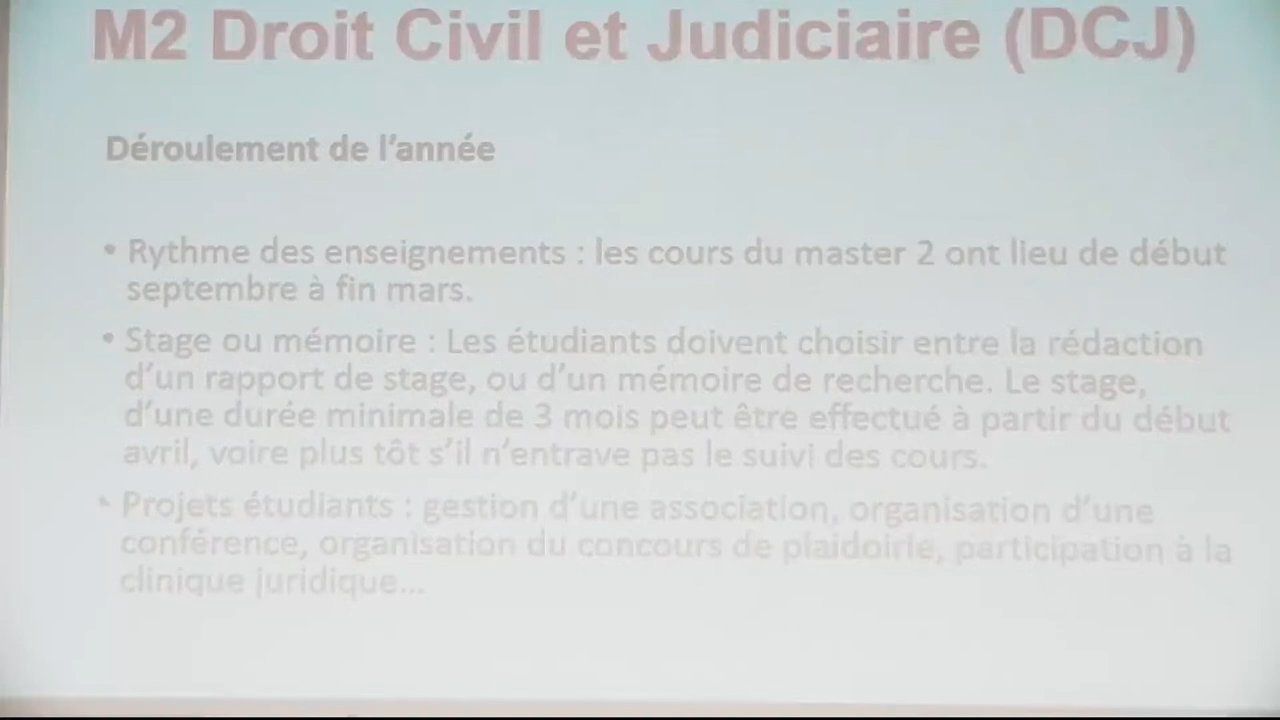 M2 Droit Civil et Judiciaire (DCJ)
Déroulement de l’année
• Rythme des enseignements : les cours du master 2 ont lieu de début
septembre à fin mars.
• Stage ou mémoire : Les étudiants doivent choisir entre la rédaction
d’un rapport de stage, ou d’un mémoire de recherche. Le stage,
d’une durée minimale de 3 mois peut être effectué à partir du début
avril, voire plus tôt s’il n’entrave pas le suivi des cours.
• Projets étudiants : gestion d’une association, organisation d’une
conférence, organisation du concours de plaidoirie, participation à la
clinique juridique...